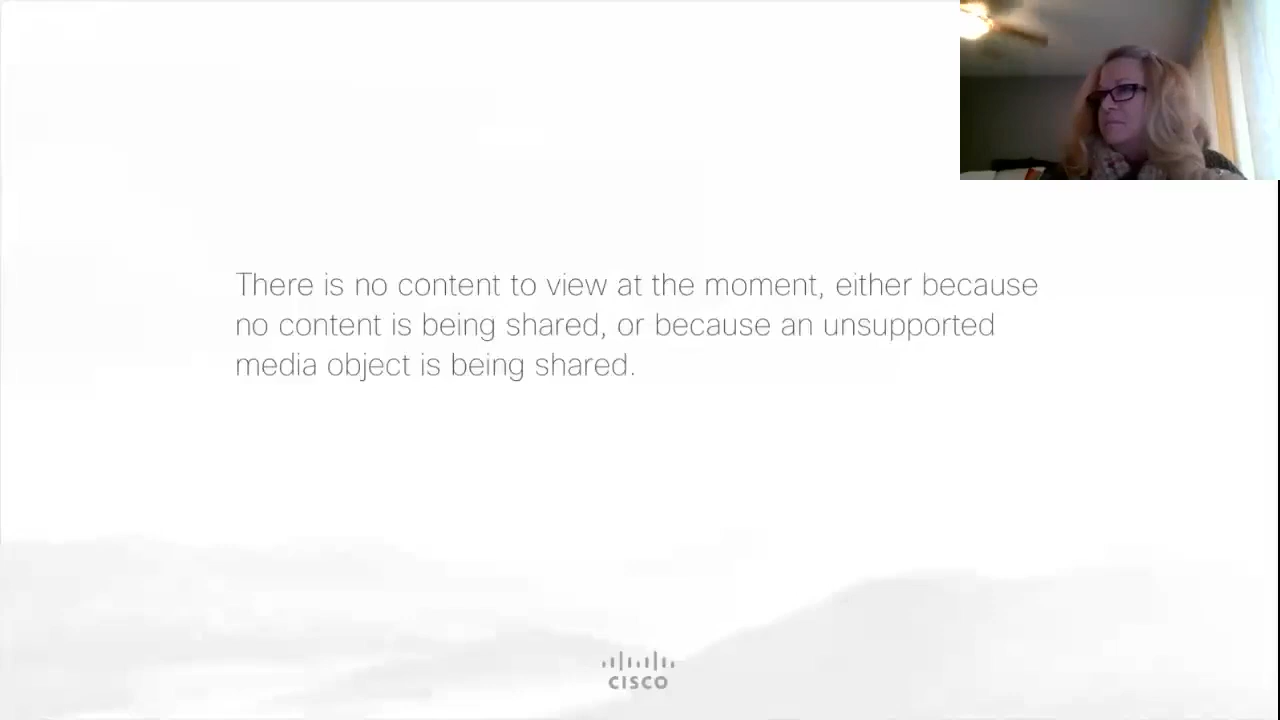 There is no content to view at the moment, either because
no content is being shared, or because an unsupported
media object is being shared.
CISCO